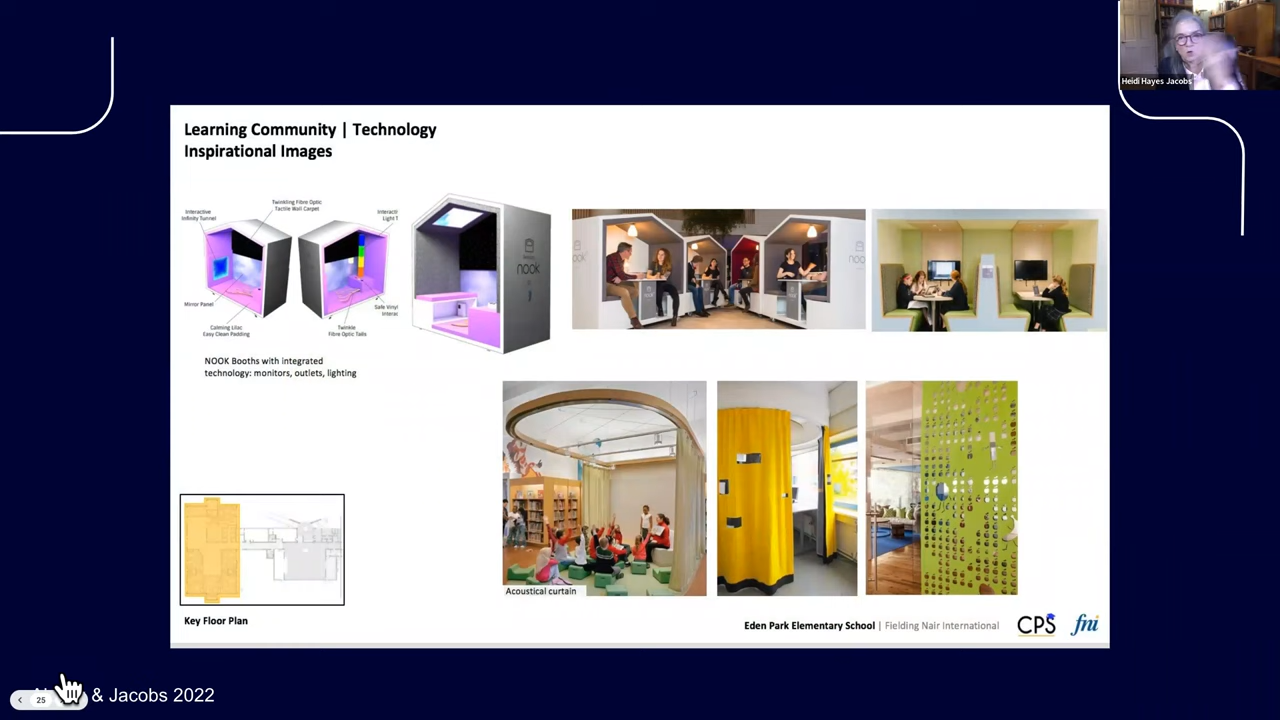 Heidi Hayes Jacobs
Learning Community | Technology
Inspirational Images
Interactive
Infinity Tunnel
Twinkling Fibre Optic
Tactile Wall Carpet
Light T
Mirror Panel
Safe Vinyl
Calming Lilac
Easy Clean Padding
Twinkle
Fibre Optic Tails
nook
NOOK Booths with integrated
technology: monitors, outlets, lighting
Acoustical curtain
Key Floor Plan
Eden Park Elementary School | Fielding Nair International
CPS
fni
25
& Jacobs 2022